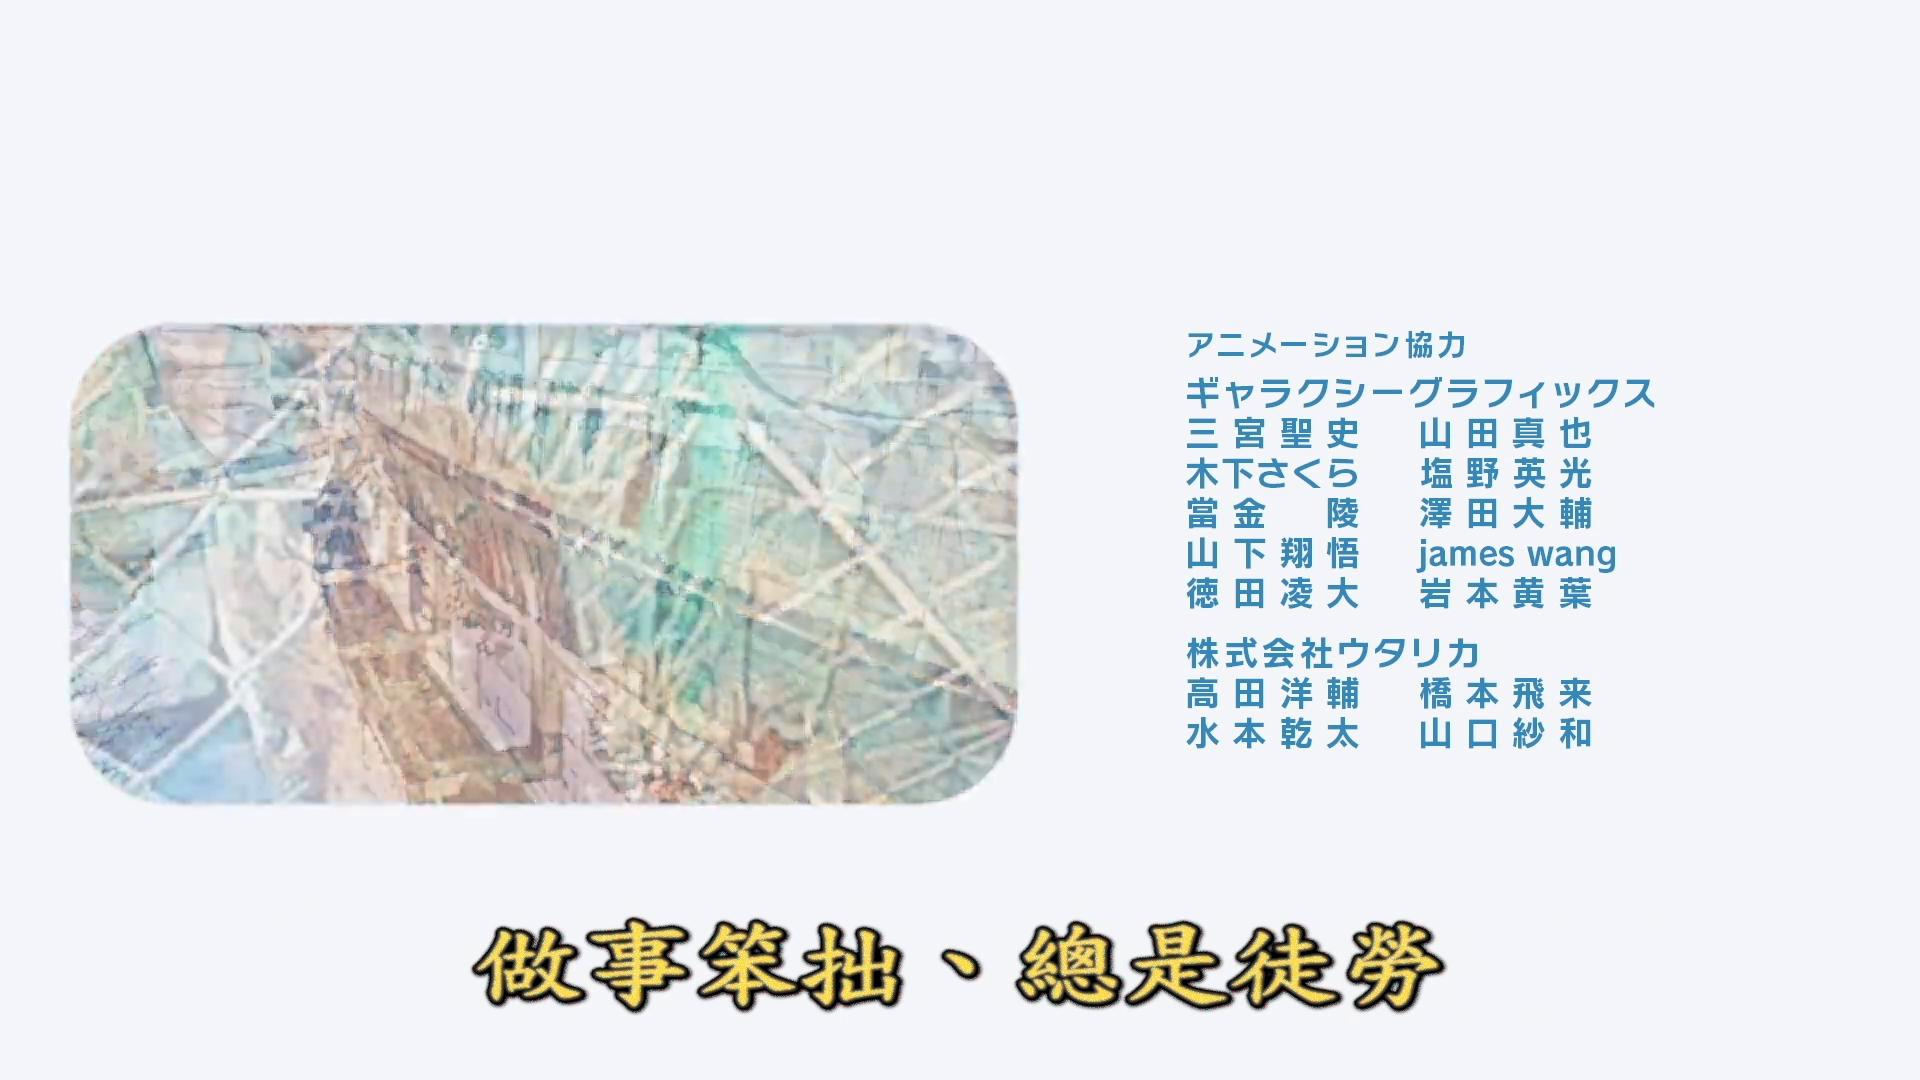 アニメーション協力
ギャラクシーグラフィックス
三宮聖史 山田真也
木下さくら 塩野英光
當金 陵 澤田大輔
山下翔悟 james wang
徳田凌大 岩本黄葉
株式会社ウタリカ
高田洋輔 橋本飛来
水本乾太 山口紗和
做事笨拙、總是徒勞